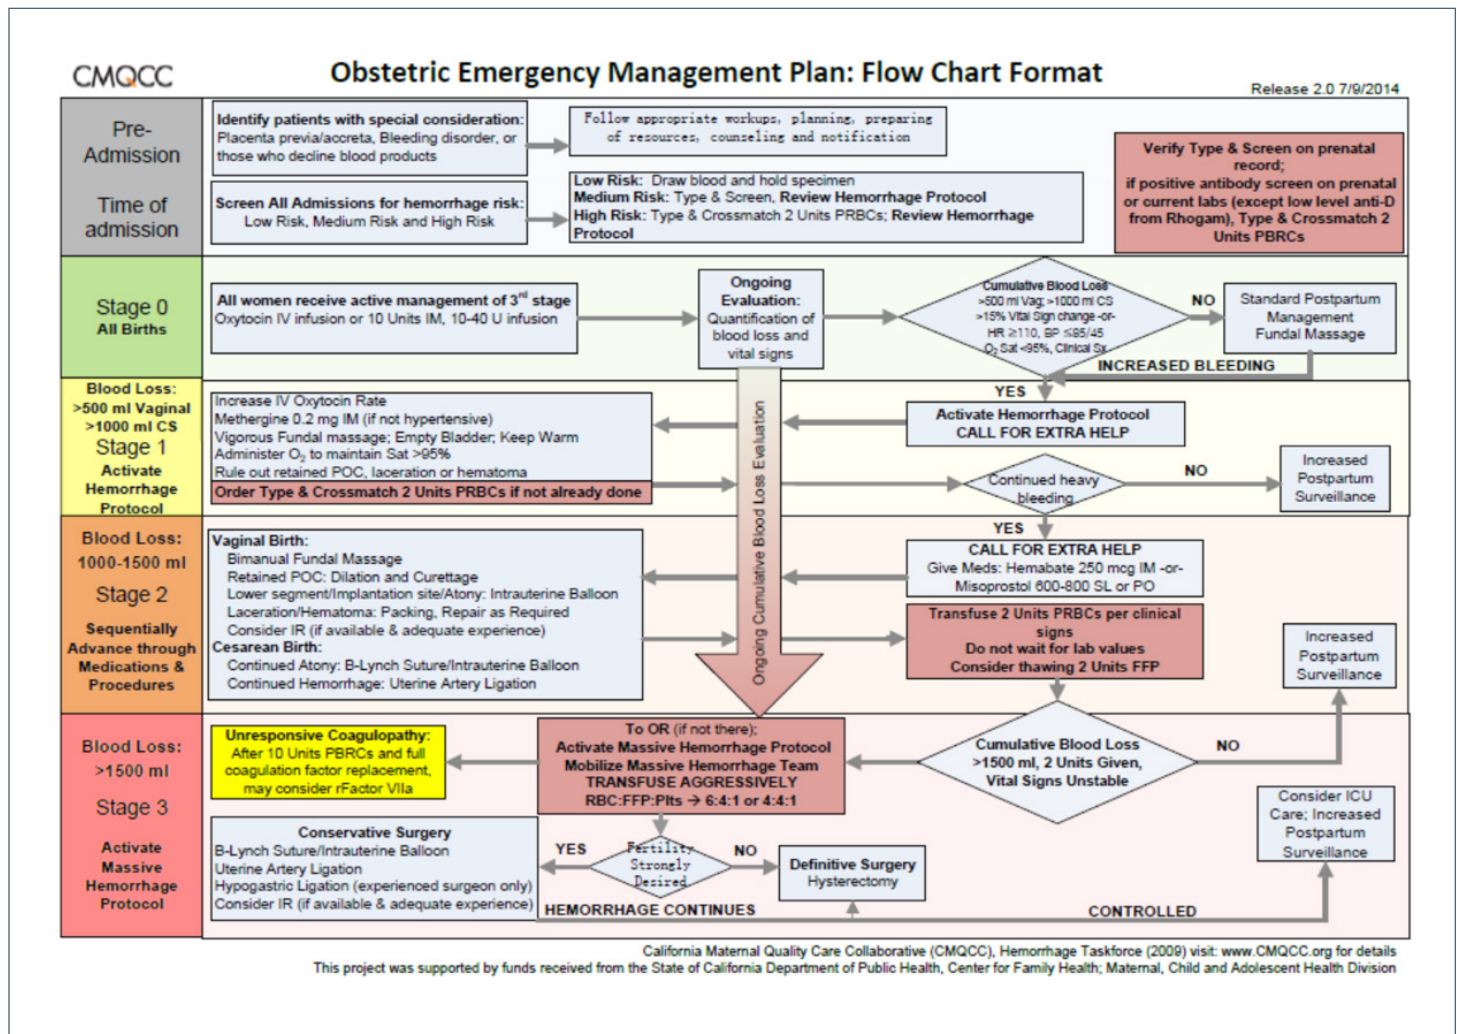 CMQCC
Obstetric Emergency Management Plan: Flow Chart Format
Release 2.0 7/9/2014
Pre-
Admission
Time of
admission
Identify patients with special consideration:
Placenta previa/accreta, Bleeding disorder, or
those who decline blood products
Follow appropriate workups, planning, preparing
of resources, counseling and notification
Screen All Admissions for hemorrhage risk:
Low Risk, Medium Risk and High Risk
Low Risk: Draw blood and hold specimen
Medium Risk: Type & Screen, Review Hemorrhage Protocol
High Risk: Type & Crossmatch 2 Units PRBCs; Review Hemorrhage
Protocol
Verify Type & Screen on prenatal
record;
if positive antibody screen on prenatal
or current labs (except low level anti-D
from Rhogam), Type & Crossmatch 2
Units PBRCs
Stage 0
All Births
All women receive active management of 3rd stage
Oxytocin IV infusion or 10 Units IM, 10-40 U infusion
Ongoing
Evaluation:
Quantification of
blood loss and
vital signs
Cumulative Blood Loss
>500 ml Vag; >1000 ml CS
>15% Vital Sign change -or-
HR ≥110, BP ≤85/45
O2 Sat <95%, Clinical Sx
NO
Standard Postpartum
Management
Fundal Massage
INCREASED BLEEDING
YES
Blood Loss:
>500 ml Vaginal
>1000 ml CS
Stage 1
Activate
Hemorrhage
Protocol
Increase IV Oxytocin Rate
Methergine 0.2 mg IM (if not hypertensive)
Vigorous Fundal massage; Empty Bladder; Keep Warm
Administer O2 to maintain Sat >95%
Rule out retained POC, laceration or hematoma
Order Type & Crossmatch 2 Units PRBCs if not already done
Ongoing Cumulative Blood Loss Evaluation
Activate Hemorrhage Protocol
CALL FOR EXTRA HELP
Continued heavy
bleeding
NO
Increased
Postpartum
Surveillance
YES
Blood Loss:
1000-1500 ml
Stage 2
Sequentially
Advance through
Medications &
Procedures
Vaginal Birth:
Bimanual Fundal Massage
Retained POC: Dilation and Curettage
Lower segment/Implantation site/Atony: Intrauterine Balloon
Laceration/Hematoma: Packing, Repair as Required
Consider IR (if available & adequate experience)
Cesarean Birth:
Continued Atony: B-Lynch Suture/Intrauterine Balloon
Continued Hemorrhage: Uterine Artery Ligation
CALL FOR EXTRA HELP
Give Meds: Hemabate 250 mcg IM -or-
Misoprostol 600-800 SL or PO
Transfuse 2 Units PRBCs per clinical
signs
Do not wait for lab values
Consider thawing 2 Units FFP
Increased
Postpartum
Surveillance
Blood Loss:
>1500 ml
Stage 3
Activate
Massive
Hemorrhage
Protocol
Unresponsive Coagulopathy:
After 10 Units PBRCs and full
coagulation factor replacement,
may consider rFactor VIIa
To OR (if not there);
Activate Massive Hemorrhage Protocol
Mobilize Massive Hemorrhage Team
TRANSFUSE AGGRESSIVELY
RBC:FFP:Plts → 6:4:1 or 4:4:1
Cumulative Blood Loss
>1500 ml, 2 Units Given,
Vital Signs Unstable
NO
Conservative Surgery
B-Lynch Suture/Intrauterine Balloon
Uterine Artery Ligation
Hypogastric Ligation (experienced surgeon only)
Consider IR (if available & adequate experience)
YES
Fertility
Strongly
Desired
NO
Definitive Surgery
Hysterectomy
Consider ICU
Care; Increased
Postpartum
Surveillance
HEMORRHAGE CONTINUES
CONTROLLED
California Maternal Quality Care Collaborative (CMQCC), Hemorrhage Taskforce (2009) visit: www.CMQCC.org for details
This project was supported by funds received from the State of California Department of Public Health, Center for Family Health; Maternal, Child and Adolescent Health Division